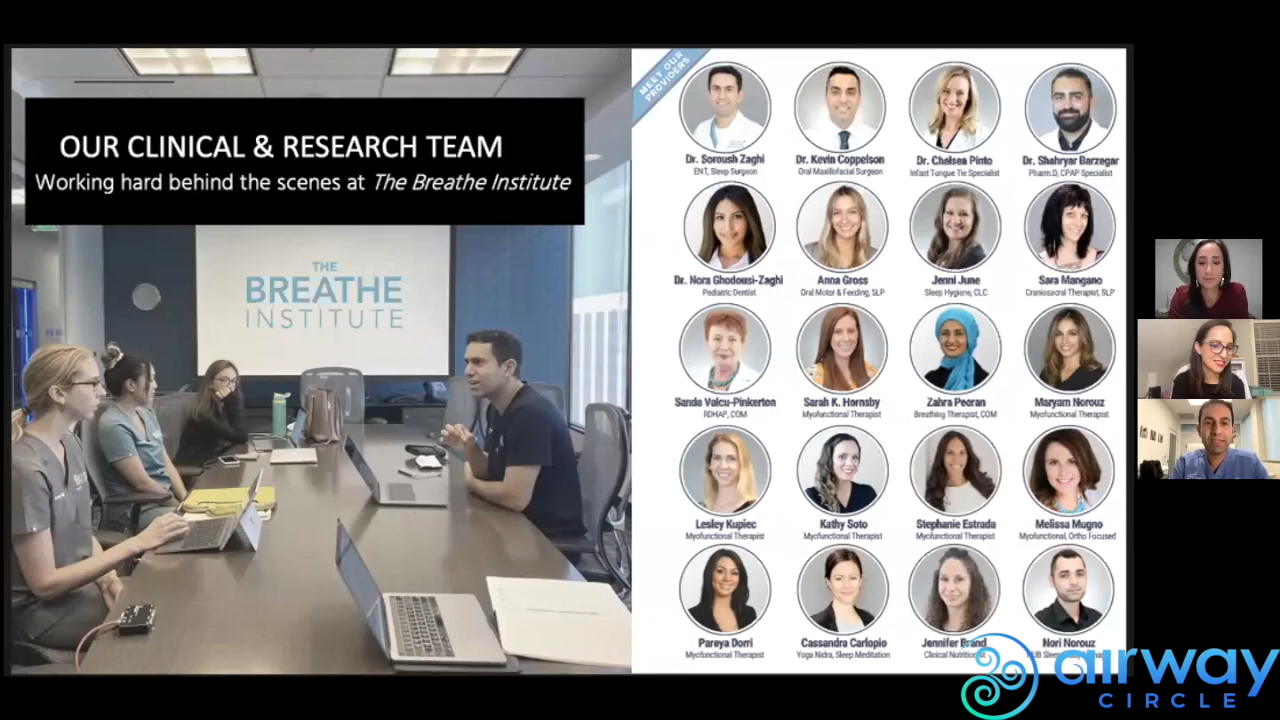 OUR CLINICAL & RESEARCH TEAM
Working hard behind the scenes at The Breathe Institute
THE
BREATHE
INSTITUTE
MEET OUR
PROVIDERS
Dr. Soroush Zaghi
ENT, Sleep Surgeon
Dr. Kevin Coppelson
Oral Maxillofacial Surgeon
Dr. Chelsea Pinto
Infant Tongue Tie Specialist
Dr. Shahryar Barzegar
Pharm.D, CPAP Specialist
Dr. Nora Ghodousi-Zaghi
Pediatric Dentist
Anna Gross
Oral Motor & Feeding, SLP
Jenni June
Sleep Hygiene, CLC
Sara Mangano
Craniosacral Therapist, SLP
Sanda Valcu-Pinkerton
RDHAP, COM
Sarah K. Hornsby
Myofunctional Therapist
Zahra Peeran
Breathing Therapist, COM
Maryam Norouz
Myofunctional Therapist
Lesley Kupiec
Myofunctional Therapist
Kathy Soto
Myofunctional Therapist
Stephanie Estrada
Myofunctional Therapist
Melissa Mugno
Myofunctional, Ortho Focused
Pareya Dorri
Myofunctional Therapist
Cassandra Carlopio
Yoga Nidra, Sleep Meditation
Jennifer Brand
Clinical Nutritionist
Nori Norouz
airway
CIRCLE